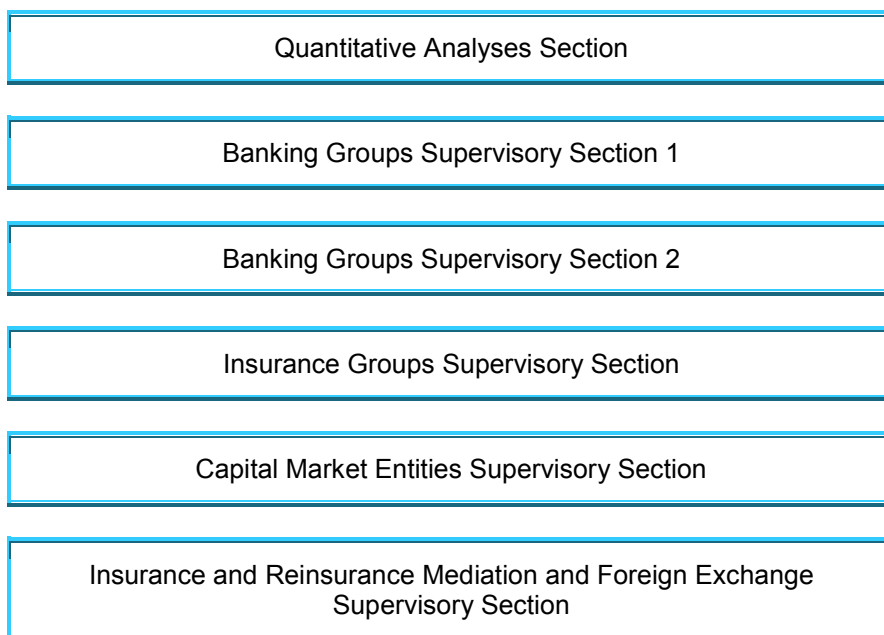 Quantitative Analyses Section
Banking Groups Supervisory Section 1
Banking Groups Supervisory Section 2
Insurance Groups Supervisory Section
Capital Market Entities Supervisory Section
Insurance and Reinsurance Mediation and Foreign Exchange
Supervisory Section